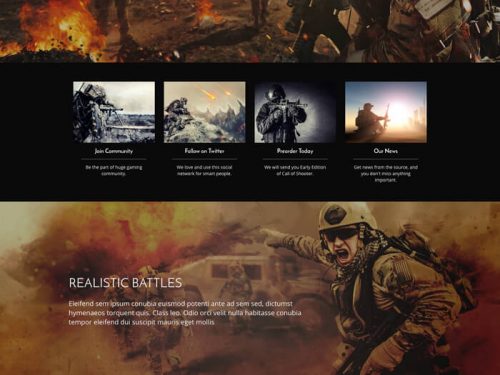 Join Community
Be the part of huge gaming
community.
Follow on Twitter
We love and use this social
network for smart people.
Preorder Today
We will send you Early Edition
of Call of Shooter.
Our News
Get news from the source, and
you don't miss anything
important.
REALISTIC BATTLES
Eleifend sem ipsum conubia euismod potenti ante ad sem sed, dictumst
hymenaeos torquent quis. Class leo. Odio orci velit nulla habitasse conubia
tempor eleifend dui suscipit mauris eget mollis